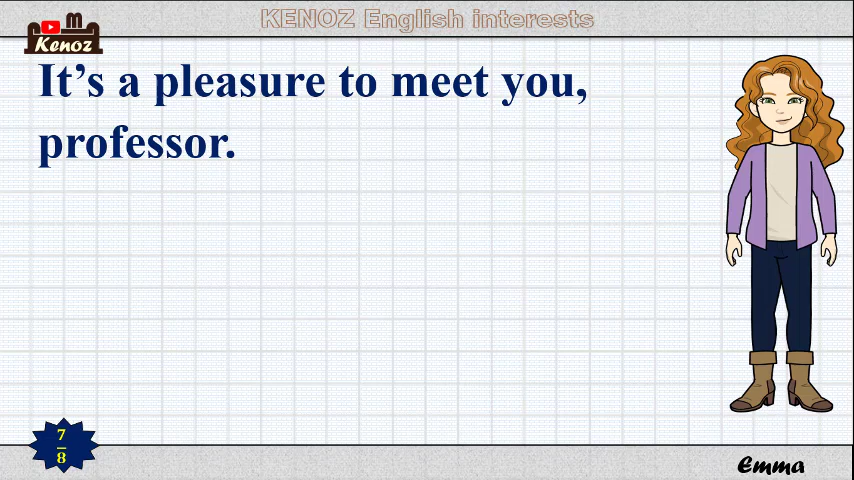 KENOZ English interests
Kenoz
It’s a pleasure to meet you,
professor.
7
8
Emma